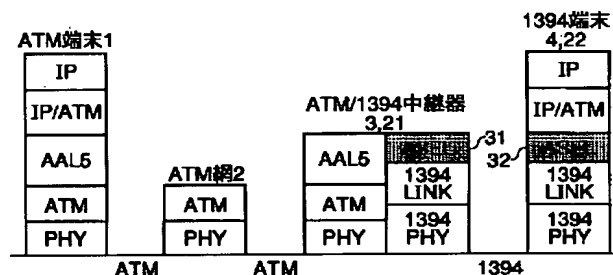 ATM端末1
IP
IP/ATM
AAL5
ATM
PHY
ATM網2
ATM
PHY
ATM/1394中継器
3,21
AAL5
ATM
PHY
1394
LINK
1394
PHY
31
32
1394端末
4,22
IP
IP/ATM
1394
LINK
1394
PHY
ATM
ATM
1394